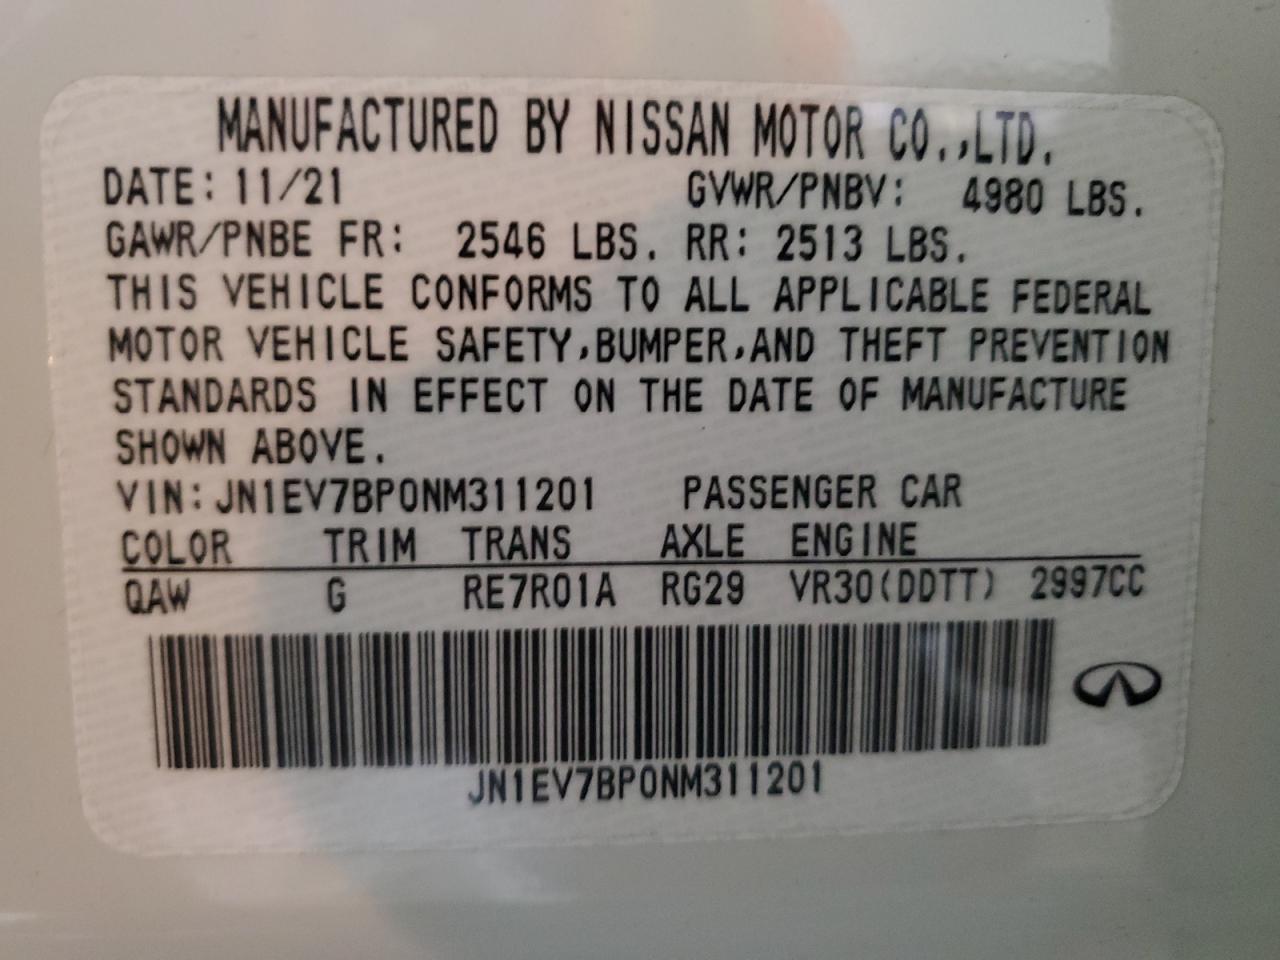 MANUFACTURED BY NISSAN MOTOR CO.,LTD.
DATE: 11/21 GVWR/PNBV: 4980 LBS.
GAWR/PNBE FR: 2546 LBS. RR: 2513 LBS.
THIS VEHICLE CONFORMS TO ALL APPLICABLE FEDERAL
MOTOR VEHICLE SAFETY,BUMPER,AND THEFT PREVENTION
STANDARDS IN EFFECT ON THE DATE OF MANUFACTURE
SHOWN ABOVE.
VIN: JN1EV7BP0NM311201 PASSENGER CAR
COLOR TRIM TRANS AXLE ENGINE
QAW G RE7R01A RG29 VR30(DDTT) 2997CC
JN1EV7BP0NM311201